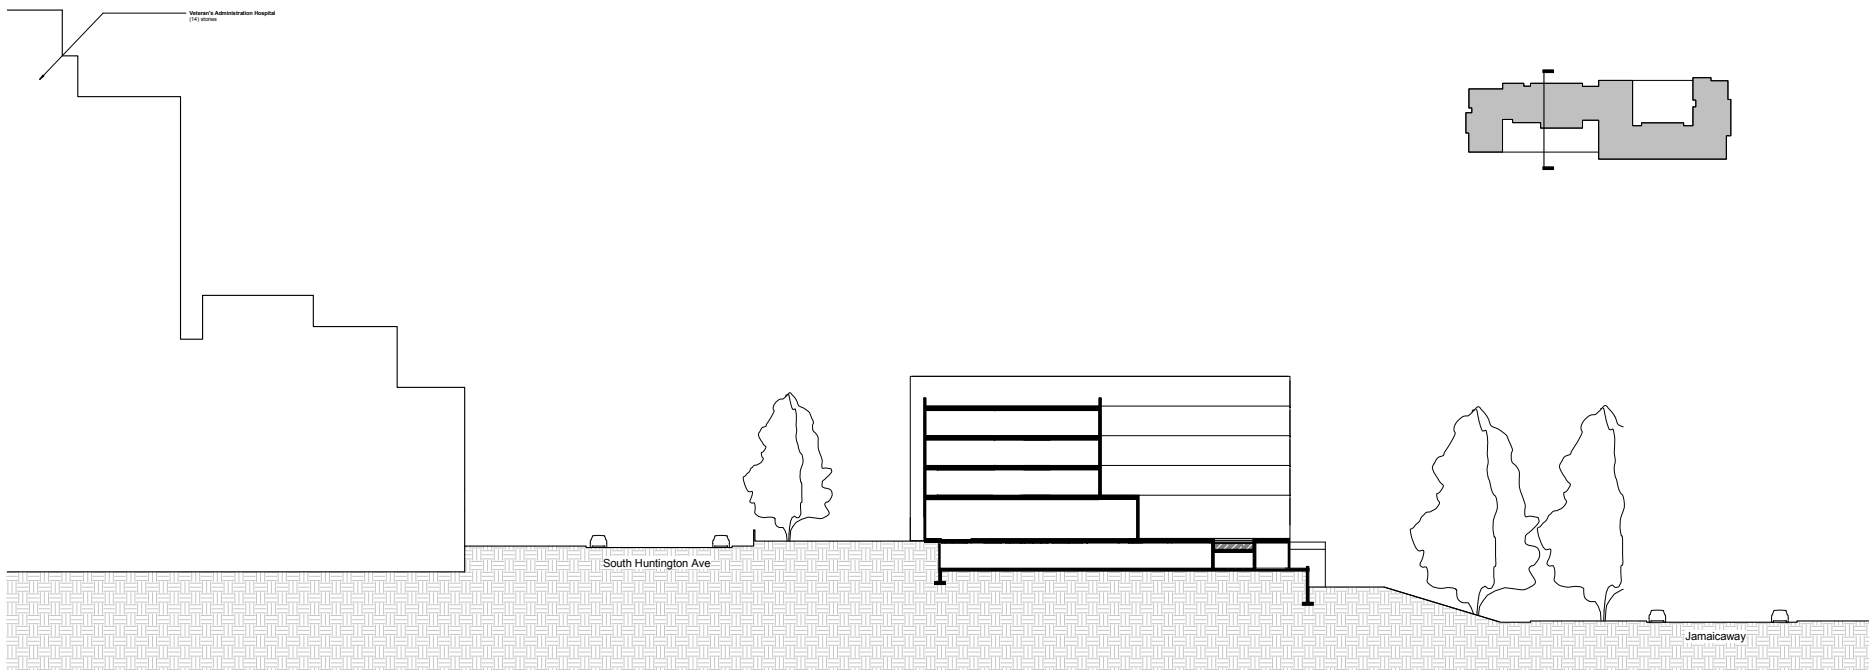 Veteran's Administration Hospital
(14) stories
South Huntington Ave
Jamaicaway